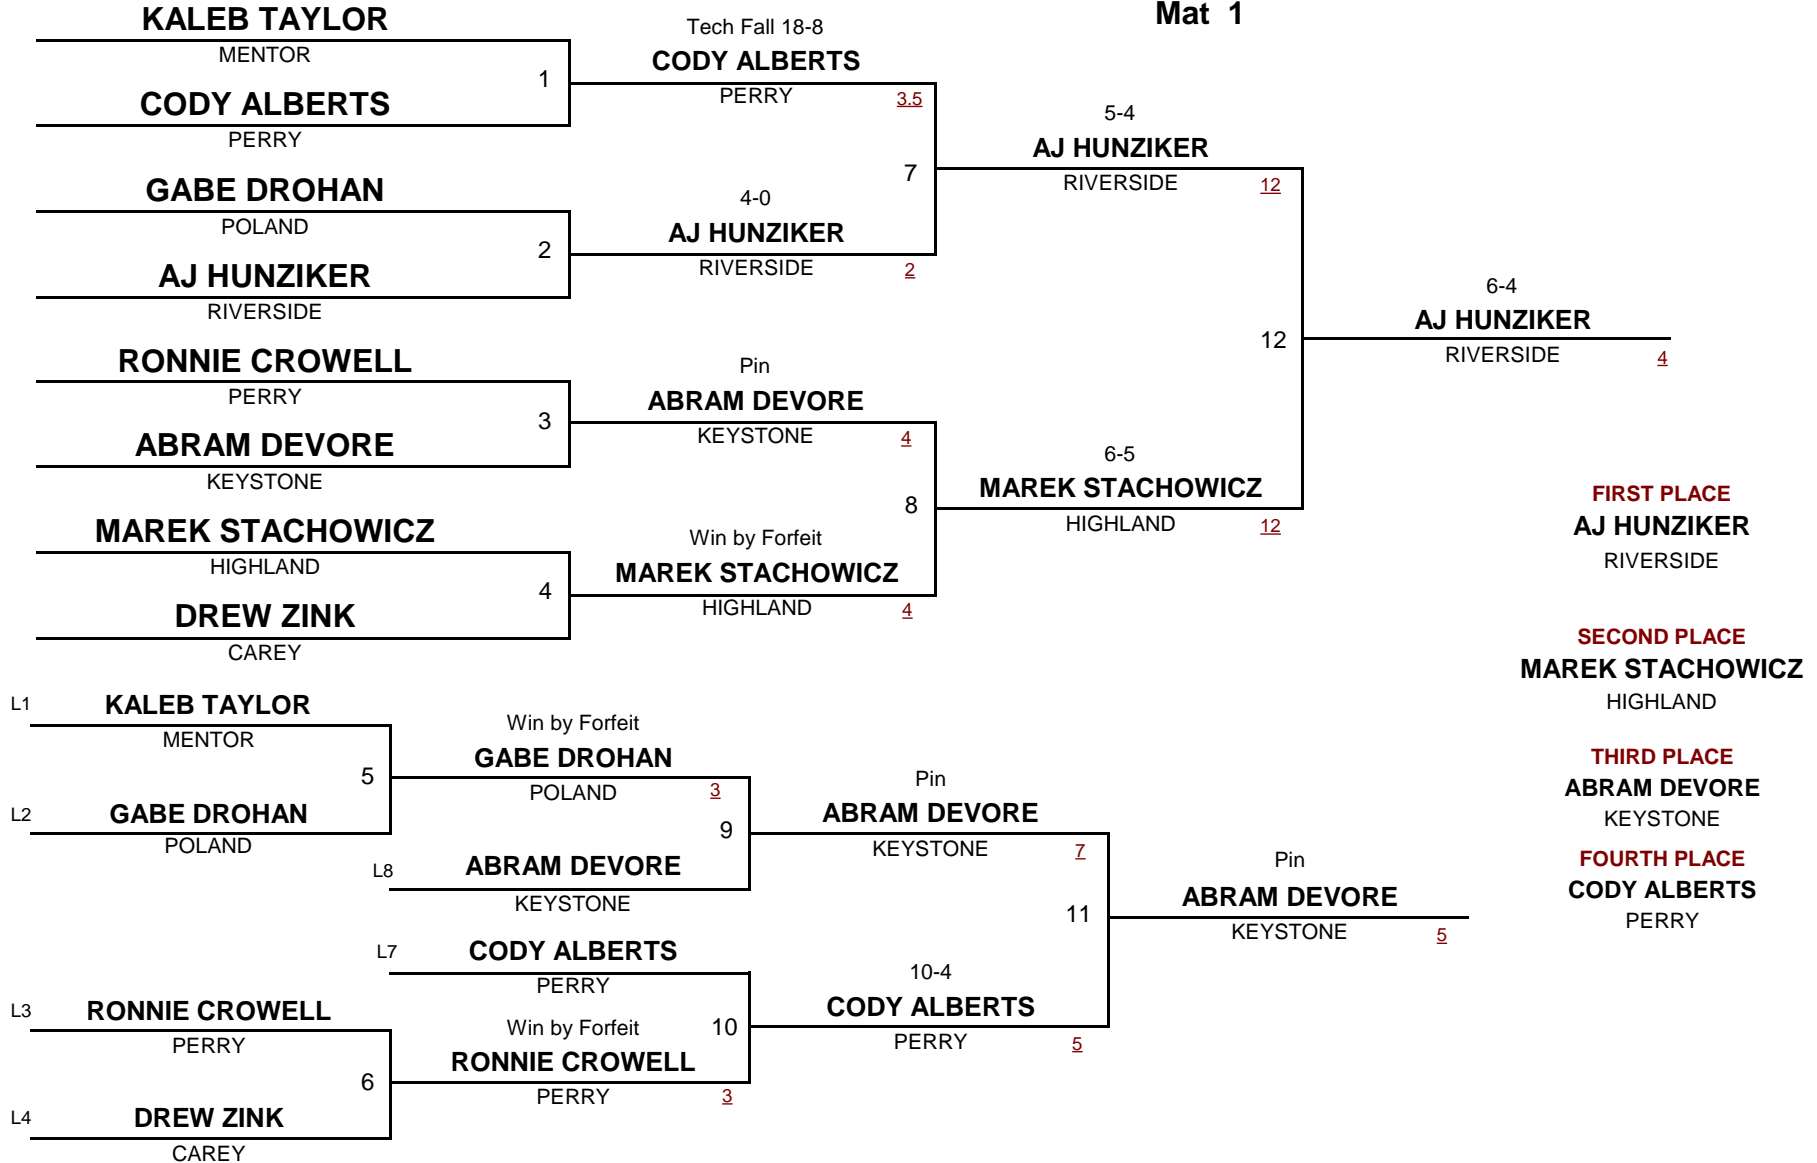 Mat 1
KALEB TAYLOR
MENTOR
1
CODY ALBERTS
PERRY
GABE DROHAN
POLAND
2
AJ HUNZIKER
RIVERSIDE
RONNIE CROWELL
PERRY
3
ABRAM DEVORE
KEYSTONE
MAREK STACHOWICZ
HIGHLAND
4
DREW ZINK
CAREY
Tech Fall 18-8
CODY ALBERTS
PERRY 3.5
7
4-0
AJ HUNZIKER
RIVERSIDE 2
Pin
ABRAM DEVORE
KEYSTONE 4
8
Win by Forfeit
MAREK STACHOWICZ
HIGHLAND 4
5-4
AJ HUNZIKER
RIVERSIDE 12
12
6-5
MAREK STACHOWICZ
HIGHLAND 12
6-4
AJ HUNZIKER
RIVERSIDE 4
L1 KALEB TAYLOR
MENTOR
5
L2 GABE DROHAN
POLAND
L3 RONNIE CROWELL
PERRY
6
L4 DREW ZINK
CAREY
Win by Forfeit
GABE DROHAN
POLAND 3
9
L8 ABRAM DEVORE
KEYSTONE
L7 CODY ALBERTS
PERRY
10
Win by Forfeit
RONNIE CROWELL
PERRY 3
Pin
ABRAM DEVORE
KEYSTONE 7
11
10-4
CODY ALBERTS
PERRY 5
Pin
ABRAM DEVORE
KEYSTONE 5
FIRST PLACE
AJ HUNZIKER
RIVERSIDE
SECOND PLACE
MAREK STACHOWICZ
HIGHLAND
THIRD PLACE
ABRAM DEVORE
KEYSTONE
FOURTH PLACE
CODY ALBERTS
PERRY